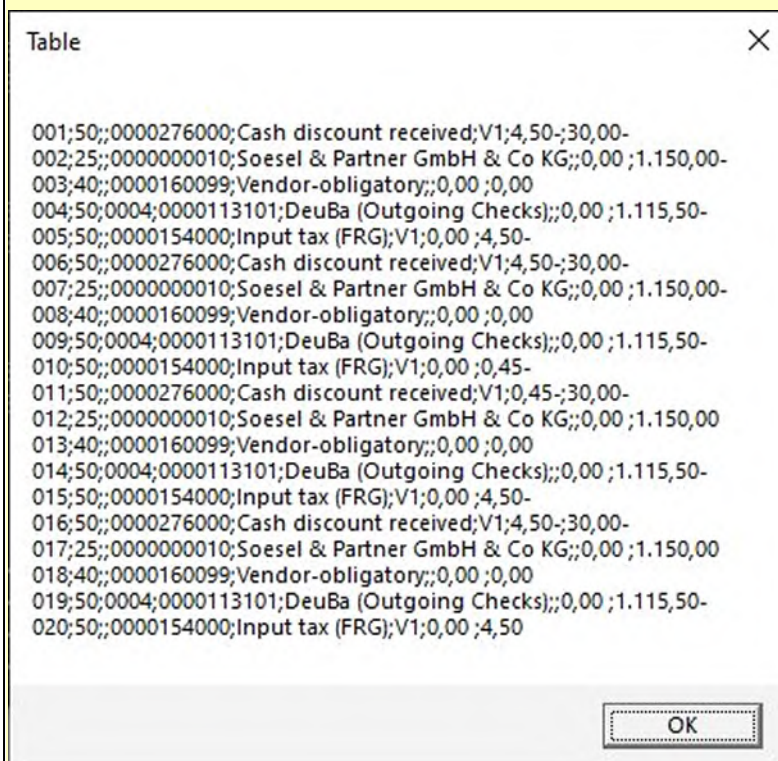 Table
001;50;;0000276000;Cash discount received;V1;4,50-;30,00-
002;25;;0000000010;Soesel & Partner GmbH & Co KG;;0,00 ;1.150,00-
003;40;;0000160099;Vendor-obligatory;;0,00 ;0,00
004;50;0004;0000113101;DeuBa (Outgoing Checks);;0,00 ;1.115,50-
005;50;;0000154000;Input tax (FRG);V1;0,00 ;4,50-
006;50;;0000276000;Cash discount received;V1;4,50-;30,00-
007;25;;0000000010;Soesel & Partner GmbH & Co KG;;0,00 ;1.150,00-
008;40;;0000160099;Vendor-obligatory;;0,00 ;0,00
009;50;0004;0000113101;DeuBa (Outgoing Checks);;0,00 ;1.115,50-
010;50;;0000154000;Input tax (FRG);V1;0,00 ;0,45-
011;50;;0000276000;Cash discount received;V1;0,45-;30,00-
012;25;;0000000010;Soesel & Partner GmbH & Co KG;;0,00 ;1.150,00
013;40;;0000160099;Vendor-obligatory;;0,00 ;0,00
014;50;0004;0000113101;DeuBa (Outgoing Checks);;0,00 ;1.115,50-
015;50;;0000154000;Input tax (FRG);V1;0,00 ;4,50-
016;50;;0000276000;Cash discount received;V1;4,50-;30,00-
017;25;;0000000010;Soesel & Partner GmbH & Co KG;;0,00 ;1.150,00
018;40;;0000160099;Vendor-obligatory;;0,00 ;0,00
019;50;0004;0000113101;DeuBa (Outgoing Checks);;0,00 ;1.115,50-
020;50;;0000154000;Input tax (FRG);V1;0,00 ;4,50
OK